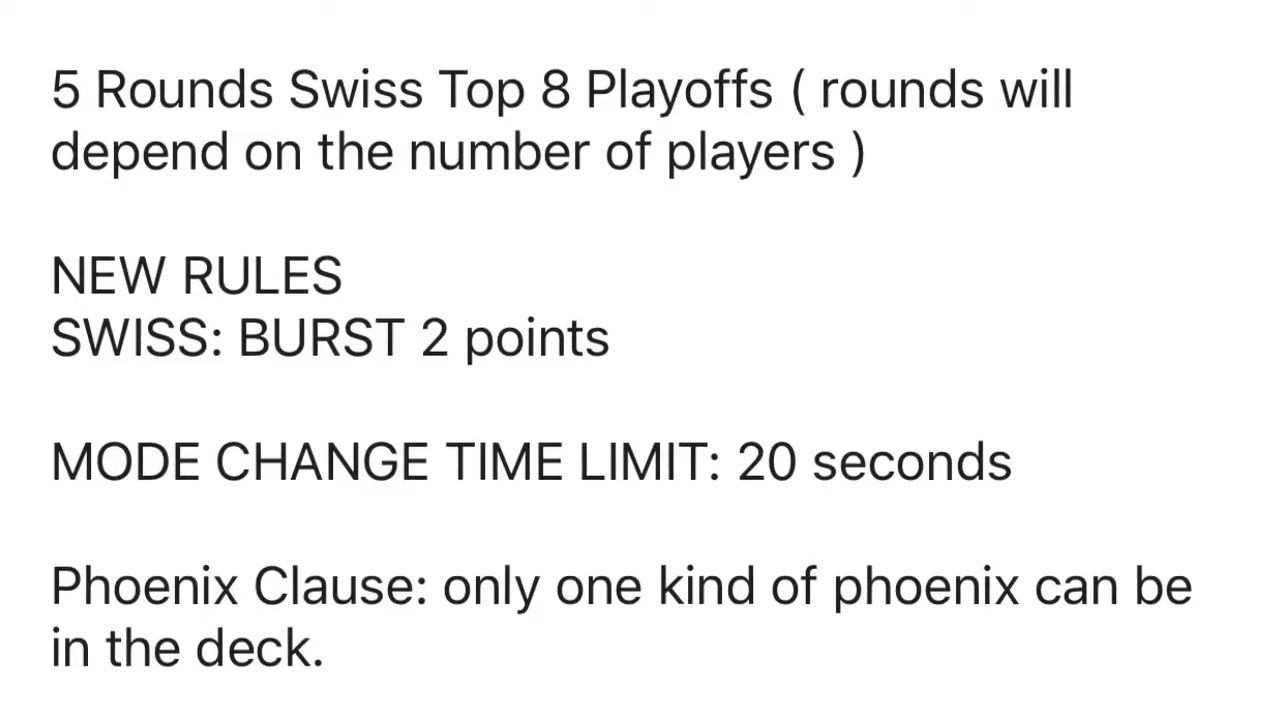 5 Rounds Swiss Top 8 Playoffs ( rounds will
depend on the number of players )
NEW RULES
SWISS: BURST 2 points
MODE CHANGE TIME LIMIT: 20 seconds
Phoenix Clause: only one kind of phoenix can be
in the deck.